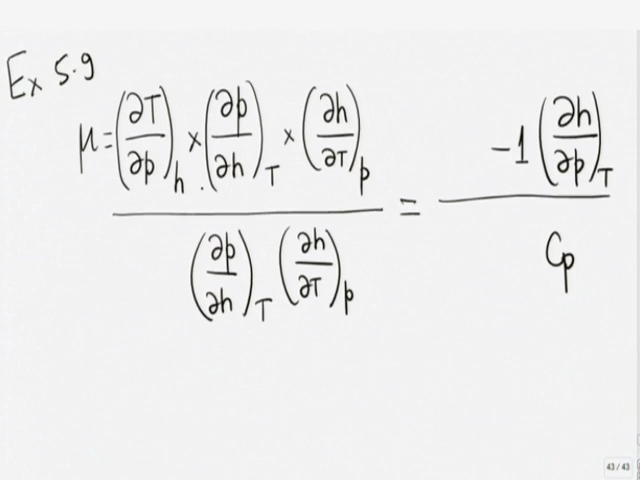 Ex 5.9
μ = (∂T/∂p)_h × (∂p/∂h)_T × (∂h/∂T)_p / (∂p/∂h)_T (∂h/∂T)_p = -1 (∂h/∂p)_T / Cp
43 / 43